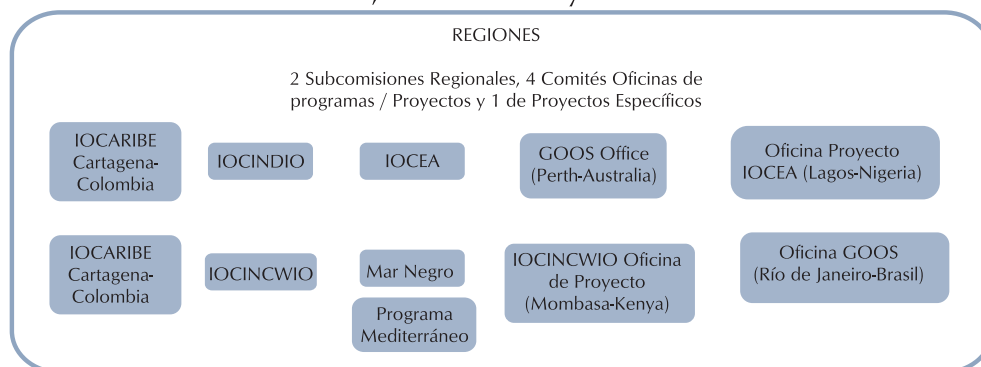 REGIONES
2 Subcomisiones Regionales, 4 Comités Oficinas de
programas / Proyectos y 1 de Proyectos Específicos
IOCARIBE
Cartagena-
Colombia
IOCINDIO
IOCEA
GOOS Office
(Perth-Australia)
Oficina Proyecto
IOCEA (Lagos-Nigeria)
IOCARIBE
Cartagena-
Colombia
IOCINCWIO
Mar Negro
Programa
Mediterráneo
IOCINCWIO Oficina
de Proyecto
(Mombasa-Kenya)
Oficina GOOS
(Río de Janeiro-Brasil)